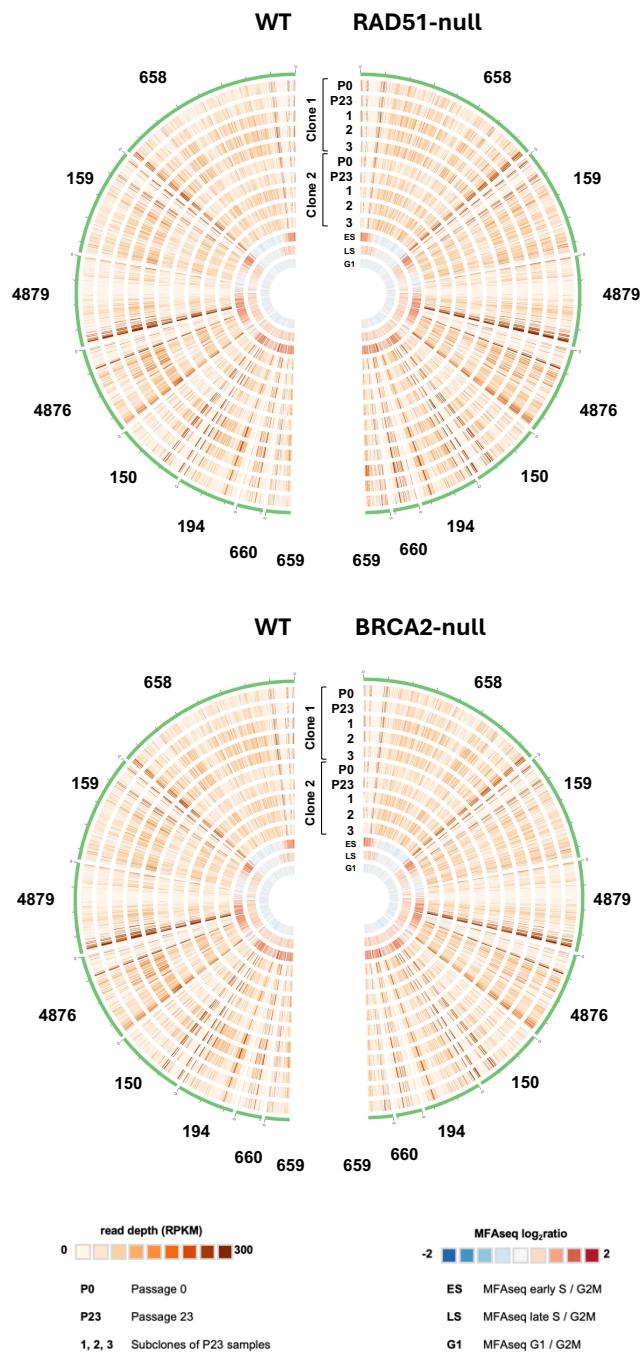 WT RAD51-null
658 658
P0
P23
1
2
3
Clone 1
P0
P23
1
2
3
Clone 2
ES
LS
G1
159 159
4879 4879
4876 4876
150 150
194 194
660 660
659 659
WT BRCA2-null
658 658
P0
P23
1
2
3
Clone 1
P0
P23
1
2
3
Clone 2
ES
LS
G1
159 159
4879 4879
4876 4876
150 150
194 194
660 660
659 659
read depth (RPKM)
0 300
P0 Passage 0
P23 Passage 23
1, 2, 3 Subclones of P23 samples
MFAseq log₂ratio
-2 2
ES MFAseq early S / G2M
LS MFAseq late S / G2M
G1 MFAseq G1 / G2M